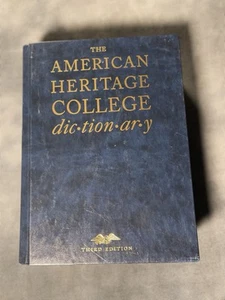 THE
AMERICAN
HERITAGE
COLLEGE
dic•tion•ar•y
THIRD EDITION